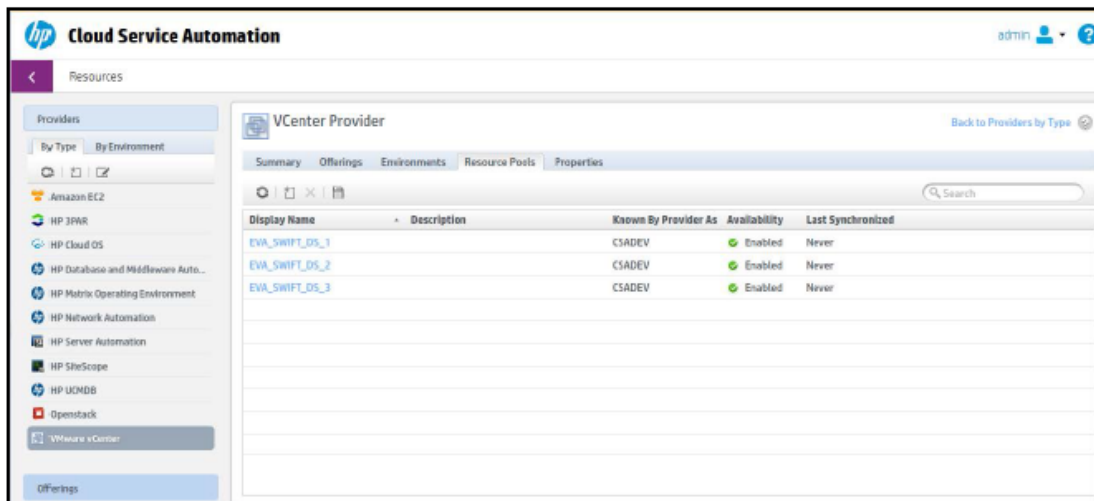 hp Cloud Service Automation admin ?
Resources
Providers
By Type By Environment
Amazon EC2
HP 3PAR
HP Cloud OS
HP Database and Middleware Auto...
HP Matrix Operating Environment
HP Network Automation
HP Server Automation
HP SiteScope
HP UCMDB
Openstack
VMware vCenter
Offerings
VCenter Provider Back to Providers by Type
Summary Offerings Environments Resource Pools Properties
Search
Display Name Description Known By Provider As Availability Last Synchronized
EVA_SWIFT_DS_1 CSADEV Enabled Never
EVA_SWIFT_DS_2 CSADEV Enabled Never
EVA_SWIFT_DS_3 CSADEV Enabled Never